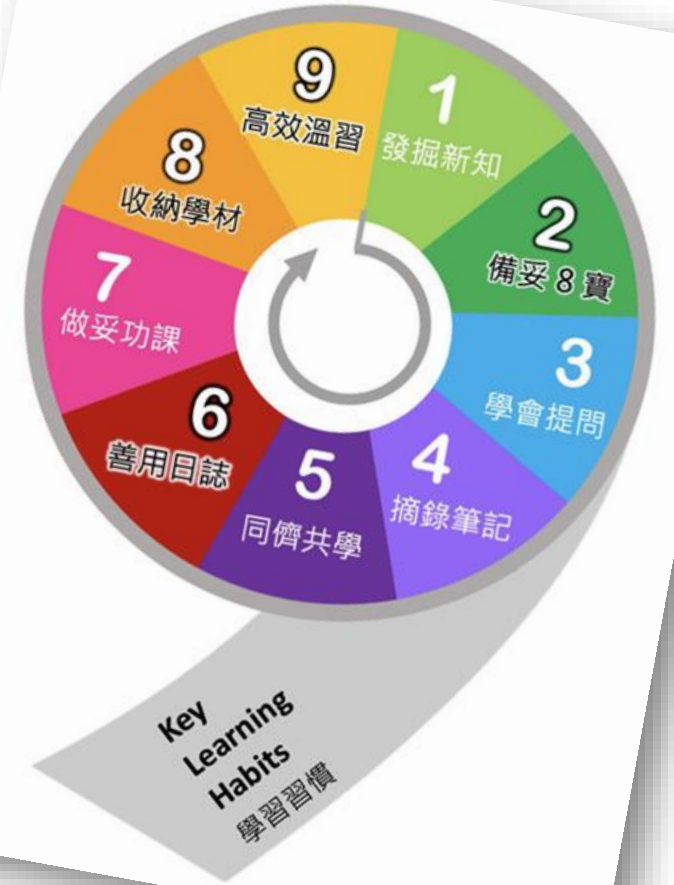 1
發掘新知
2
備妥 8 寶
3
學會提問
4
摘錄筆記
5
同儕共學
6
善用日誌
7
做妥功課
8
收納學材
9
高效溫習
Key
Learning
Habits
學習習慣